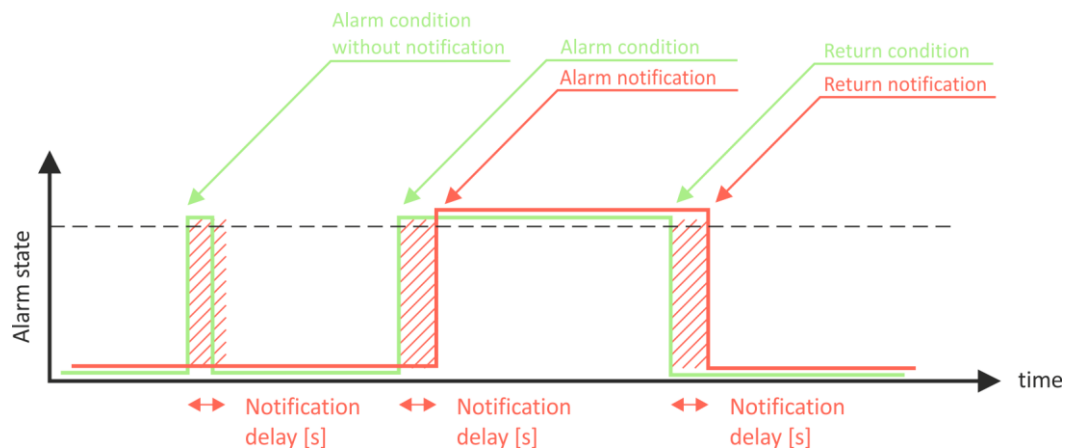 Alarm condition
without notification
Alarm condition
Alarm notification
Return condition
Return notification
Alarm state
time
Notification
delay [s]
Notification
delay [s]
Notification
delay [s]